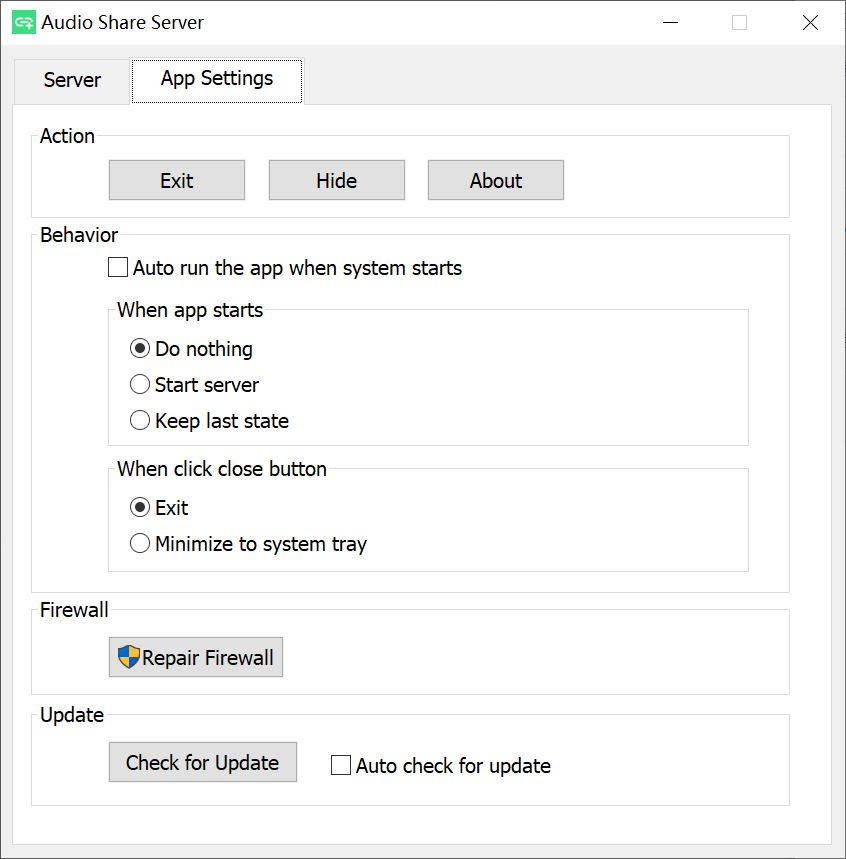 Audio Share Server
Server App Settings
Action
Exit Hide About
Behavior
Auto run the app when system starts
When app starts
Do nothing
Start server
Keep last state
When click close button
Exit
Minimize to system tray
Firewall
Repair Firewall
Update
Check for Update Auto check for update